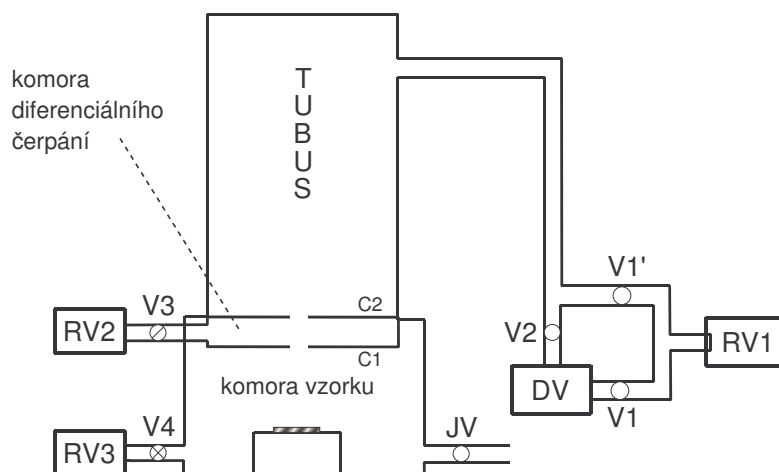 komora
diferenciálního
čerpání
T
U
B
U
S
V1'
V3
C2
RV2
V2
RV1
C1
komora vzorku
DV
V1
V4
JV
RV3